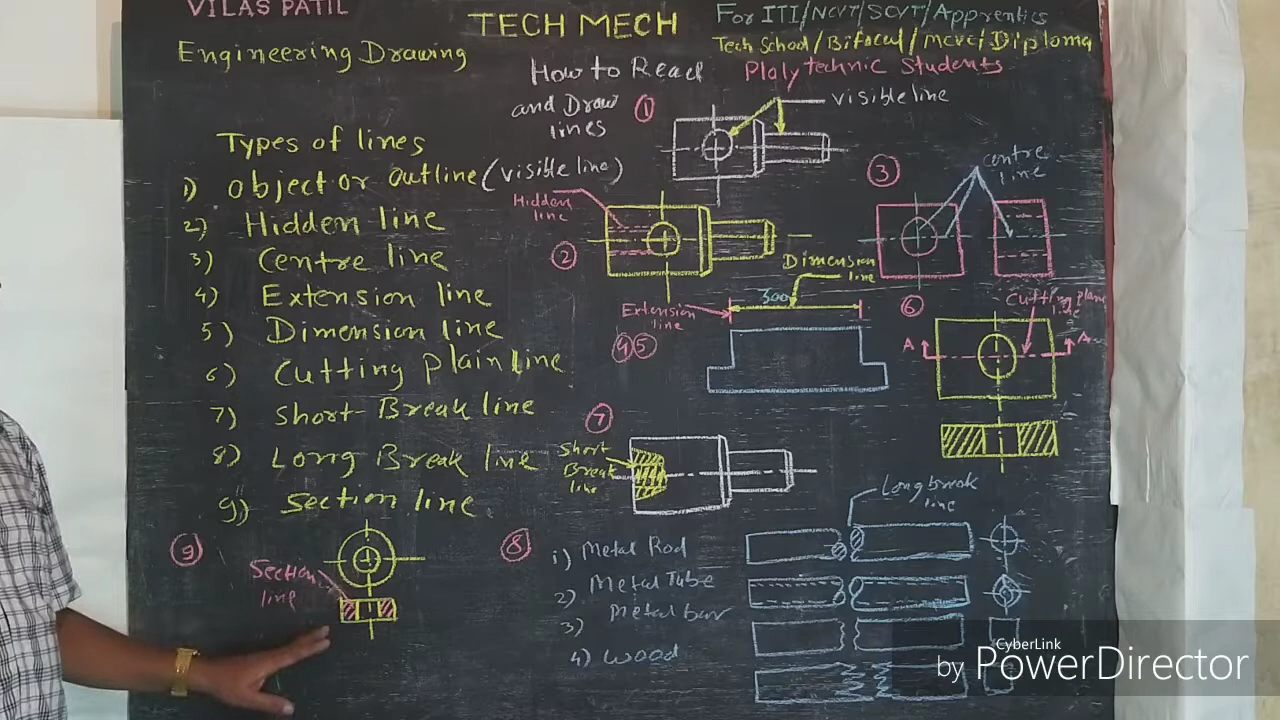 VILAS PATIL
TECH MECH
For ITI/NCVT/SCVT/Apprentics
Engineering Drawing
Tech School/Bifocal/MCVC/Diploma
How to Read
Plalytechnic Students
and Draw
lines
1
visible line
Types of lines
1) Object or outline (visible line)
2) Hidden line
3) Centre line
4) Extension line
5) Dimension line
6) Cutting Plain line
7) Short-Break line
8) Long Break line
9) Section line
Hidden
line
2
3
centre
line
Dimension
line
300
Extension
line
4 5
6
Cutting plane
line
A
A
7
Short
Break
line
9
Section
line
8
Long break
line
1) Metal Rod
2) Metal Tube
3) Metal bar
4) Wood
CyberLink
by PowerDirector